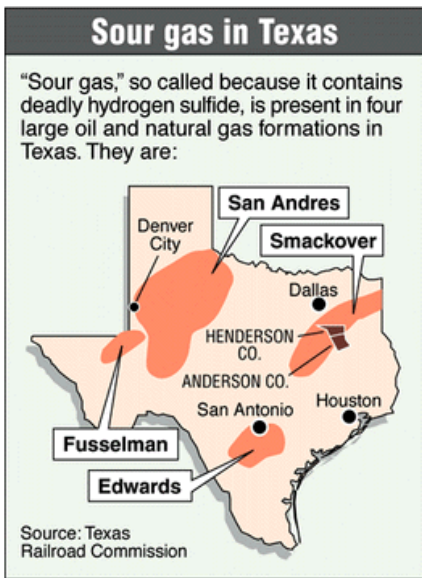 Sour gas in Texas
“Sour gas,” so called because it contains
deadly hydrogen sulfide, is present in four
large oil and natural gas formations in
Texas. They are:
San Andres
Denver
City
Smackover
Dallas
HENDERSON
CO.
ANDERSON CO.
San Antonio
Houston
Fusselman
Edwards
Source: Texas
Railroad Commission